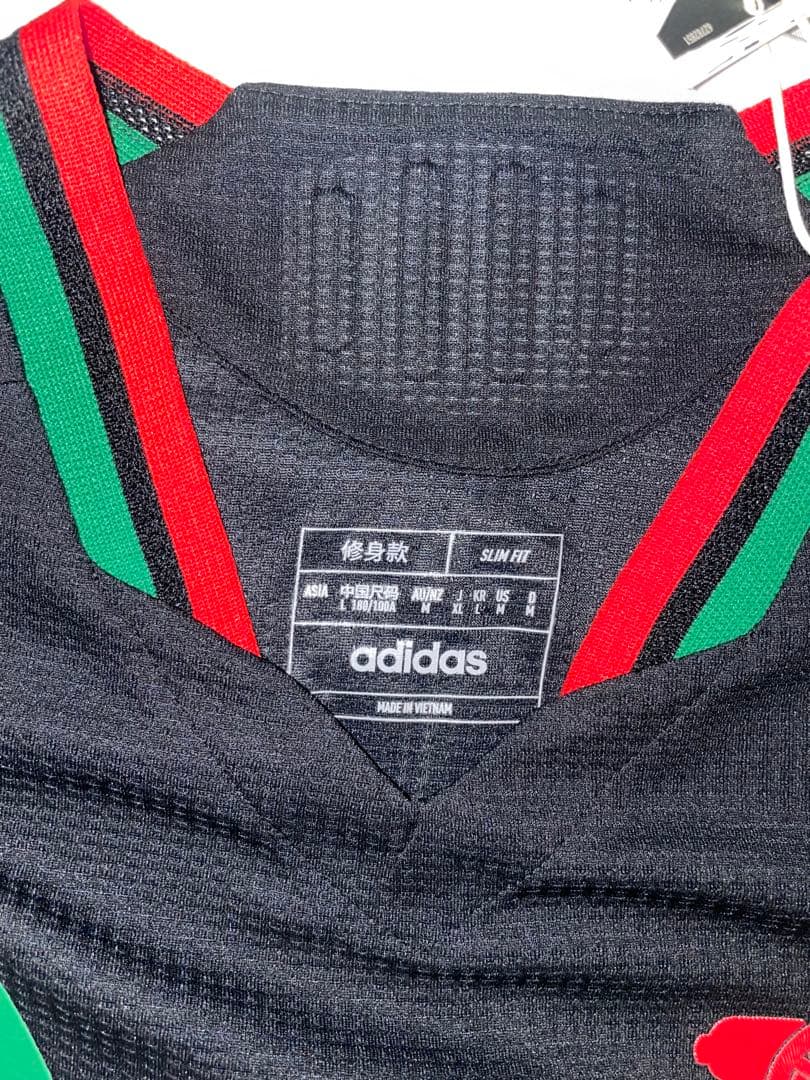 修身款 SLIM FIT
ASIA 中国尺码 AU/NZ J KR US D
L 180/100A M XL L M M
adidas
MADE IN VIETNAM